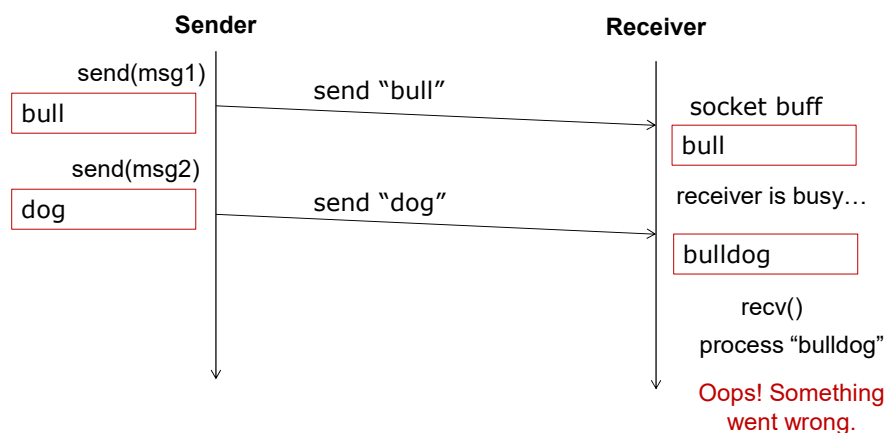 Sender
Receiver
send(msg1)
bull
send “bull”
socket buff
bull
send(msg2)
dog
send “dog”
receiver is busy…
bulldog
recv()
process “bulldog”
Oops! Something
went wrong.